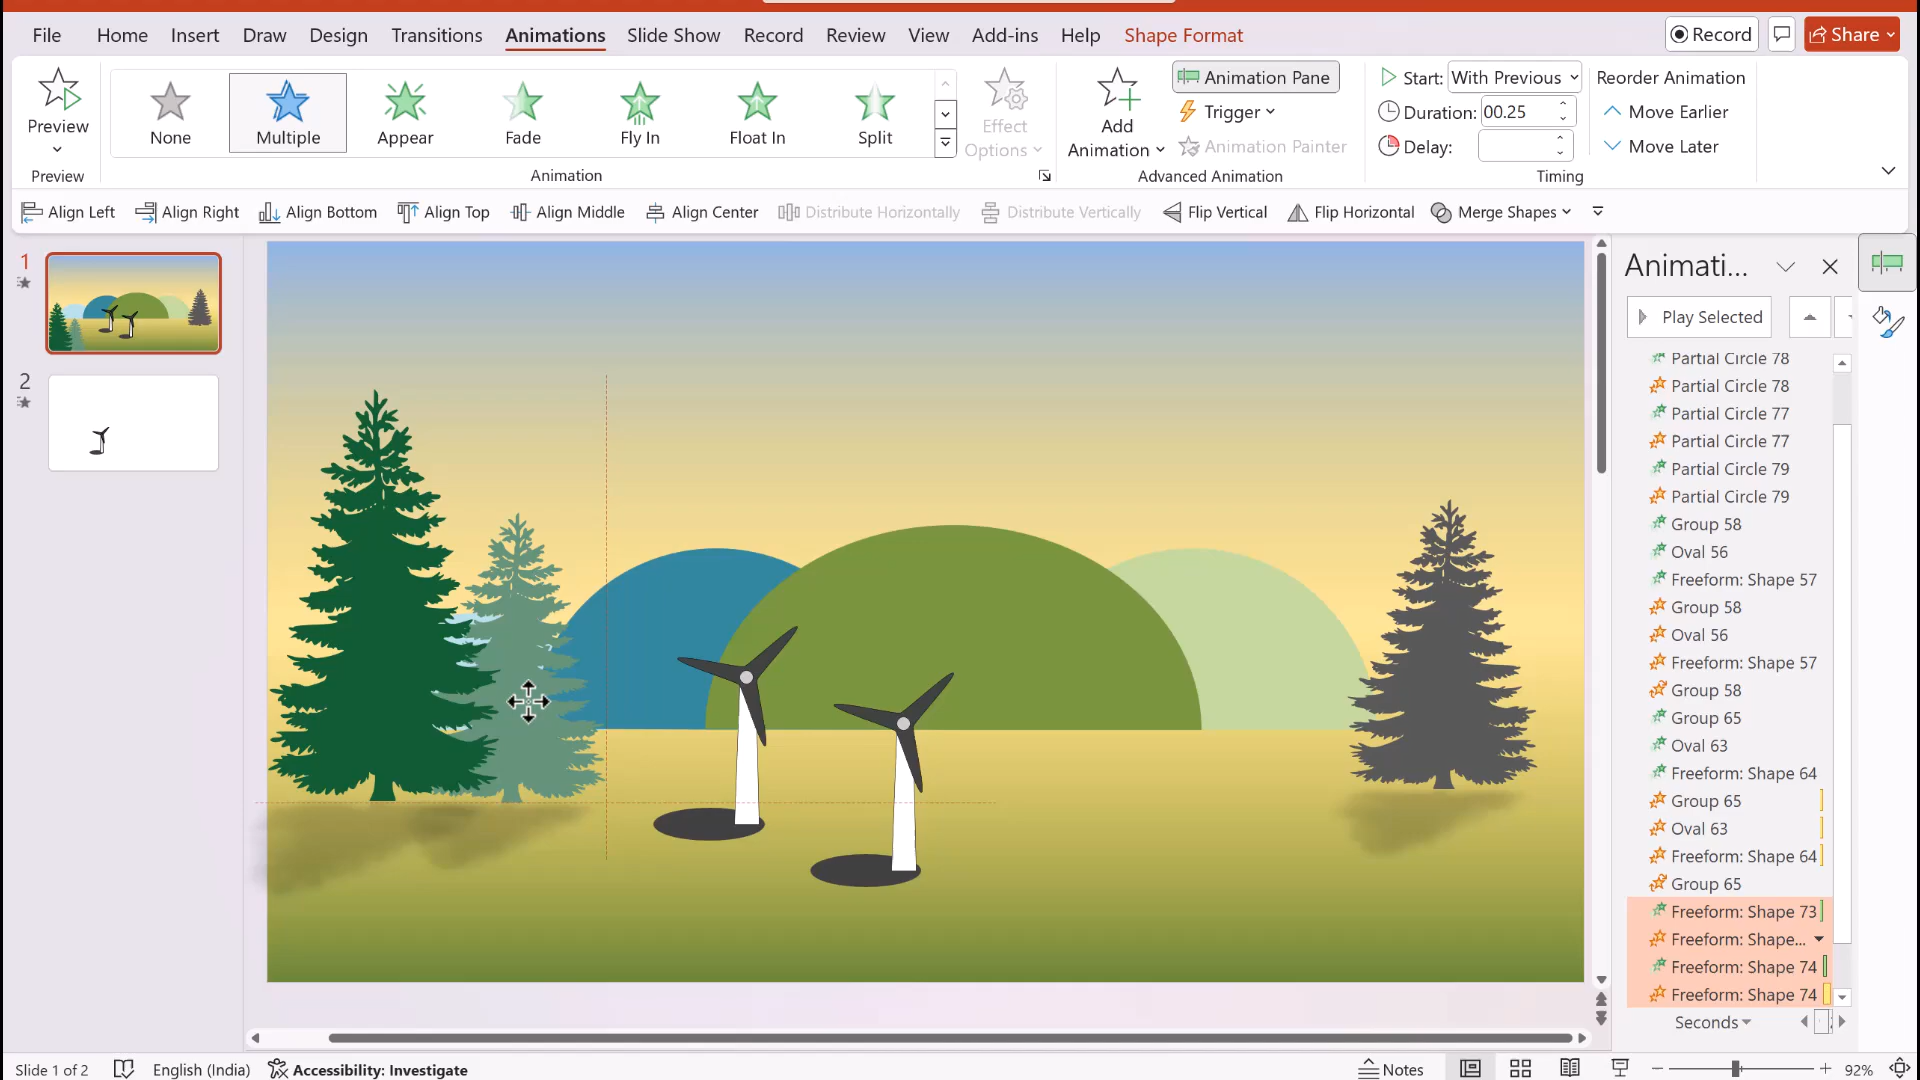 File Home Insert Draw Design Transitions Animations Slide Show Record Review View Add-ins Help Shape Format Record Share
Preview
None Multiple Appear Fade Fly In Float In Split
Effect Options
Add Animation
Animation Pane
Trigger
Animation Painter
Start: With Previous
Duration: 00.25
Delay:
Reorder Animation
Move Earlier
Move Later
Preview Animation Advanced Animation Timing
Align Left Align Right Align Bottom Align Top Align Middle Align Center Distribute Horizontally Distribute Vertically Flip Vertical Flip Horizontal Merge Shapes
1
2
Animati...
Play Selected
Partial Circle 78
Partial Circle 78
Partial Circle 77
Partial Circle 77
Partial Circle 79
Partial Circle 79
Group 58
Oval 56
Freeform: Shape 57
Group 58
Oval 56
Freeform: Shape 57
Group 58
Group 65
Oval 63
Freeform: Shape 64
Group 65
Oval 63
Freeform: Shape 64
Group 65
Freeform: Shape 73
Freeform: Shape...
Freeform: Shape 74
Freeform: Shape 74
Seconds
Slide 1 of 2 English (India) Accessibility: Investigate Notes 92%